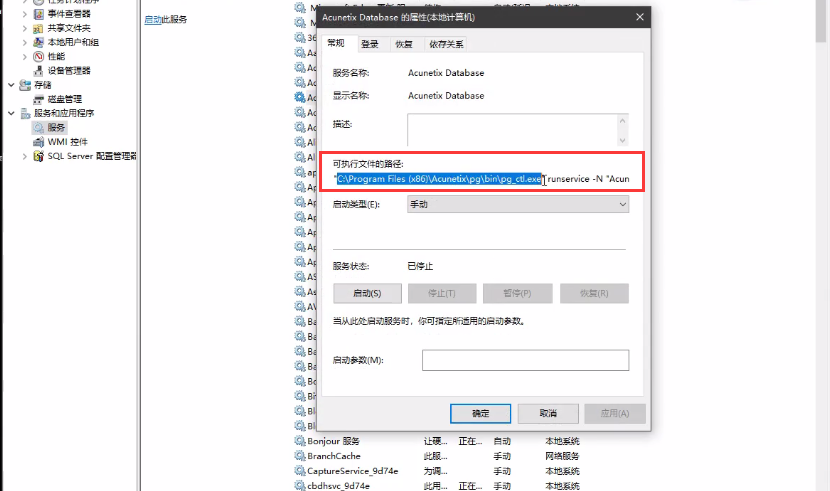 任务计划程序
事件查看器
共享文件夹
本地用户和组
性能
设备管理器
存储
磁盘管理
服务和应用程序
服务
WMI 控件
SQL Server 配置管理器
启动此服务
Acunetix Database 的属性(本地计算机)
常规 登录 恢复 依存关系
服务名称: Acunetix Database
显示名称: Acunetix Database
描述:
可执行文件的路径:
"C:\Program Files (x86)\Acunetix\pg\bin\pg_ctl.exe" runservice -N "Acun
启动类型(E): 手动
服务状态: 已停止
启动(S) 停止(T) 暂停(P) 恢复(R)
当从此处启动服务时，你可指定所适用的启动参数。
启动参数(M):
确定 取消 应用(A)
Bonjour 服务 让硬... 正在... 自动 本地系统
BranchCache 此服... 手动 网络服务
CaptureService_9d74e 为调... 手动 本地系统
cbdhsvc_9d74e 此用... 正在... 手动 本地系统